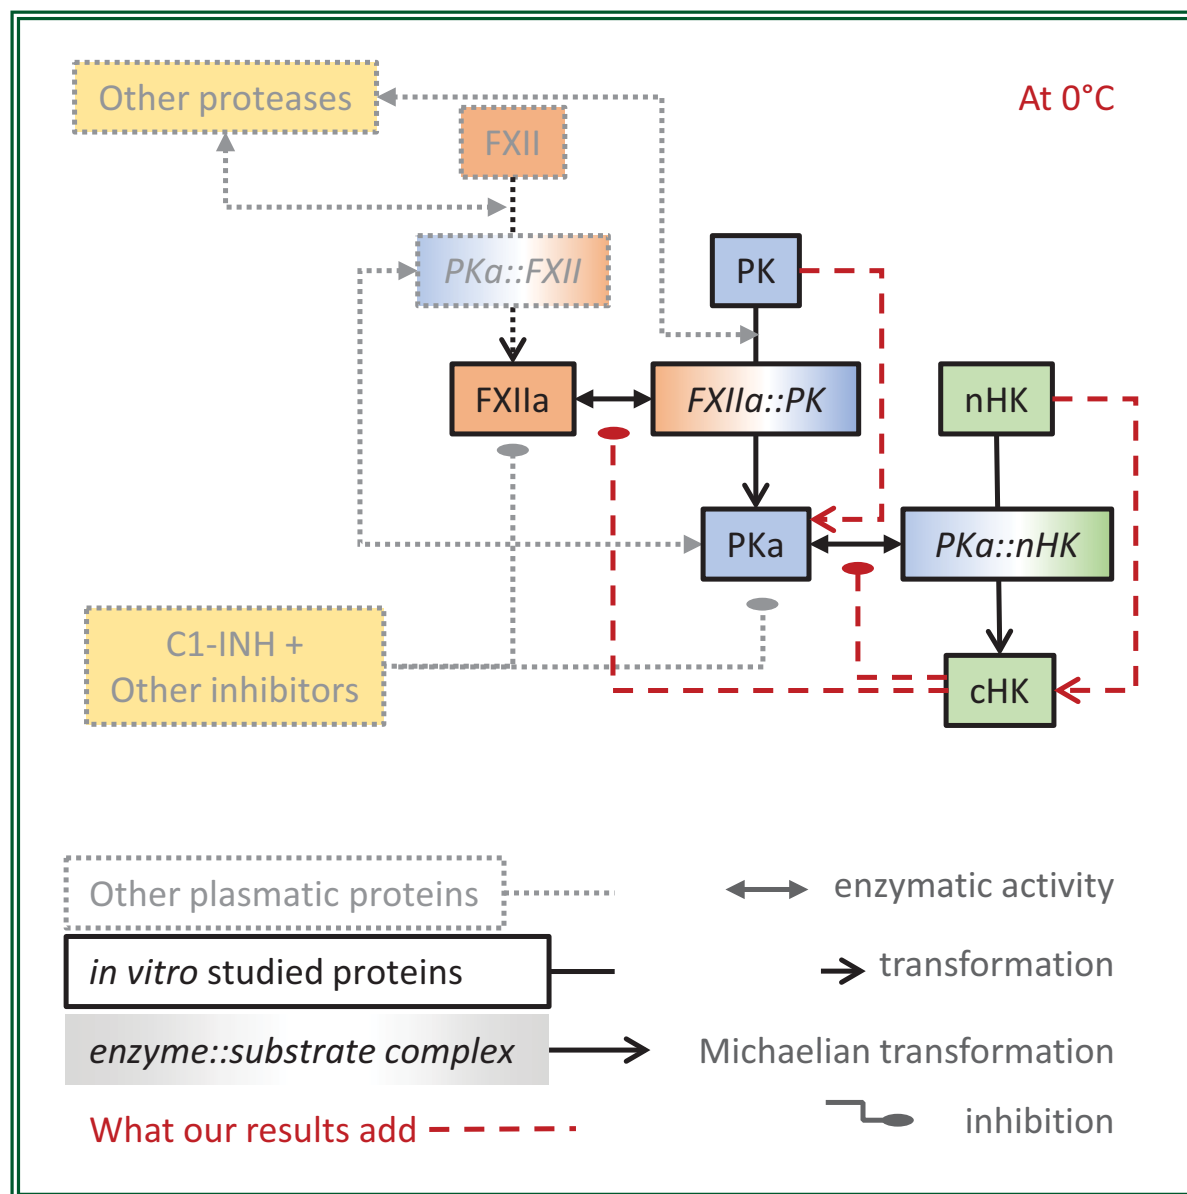 Other proteases
At 0°C
FXII
PKa::FXII
PK
FXIIa
FXIIa::PK
nHK
PKa
PKa::nHK
C1-INH +
Other inhibitors
cHK
Other plasmatic proteins
enzymatic activity
in vitro studied proteins
transformation
enzyme::substrate complex
Michaelian transformation
What our results add
inhibition